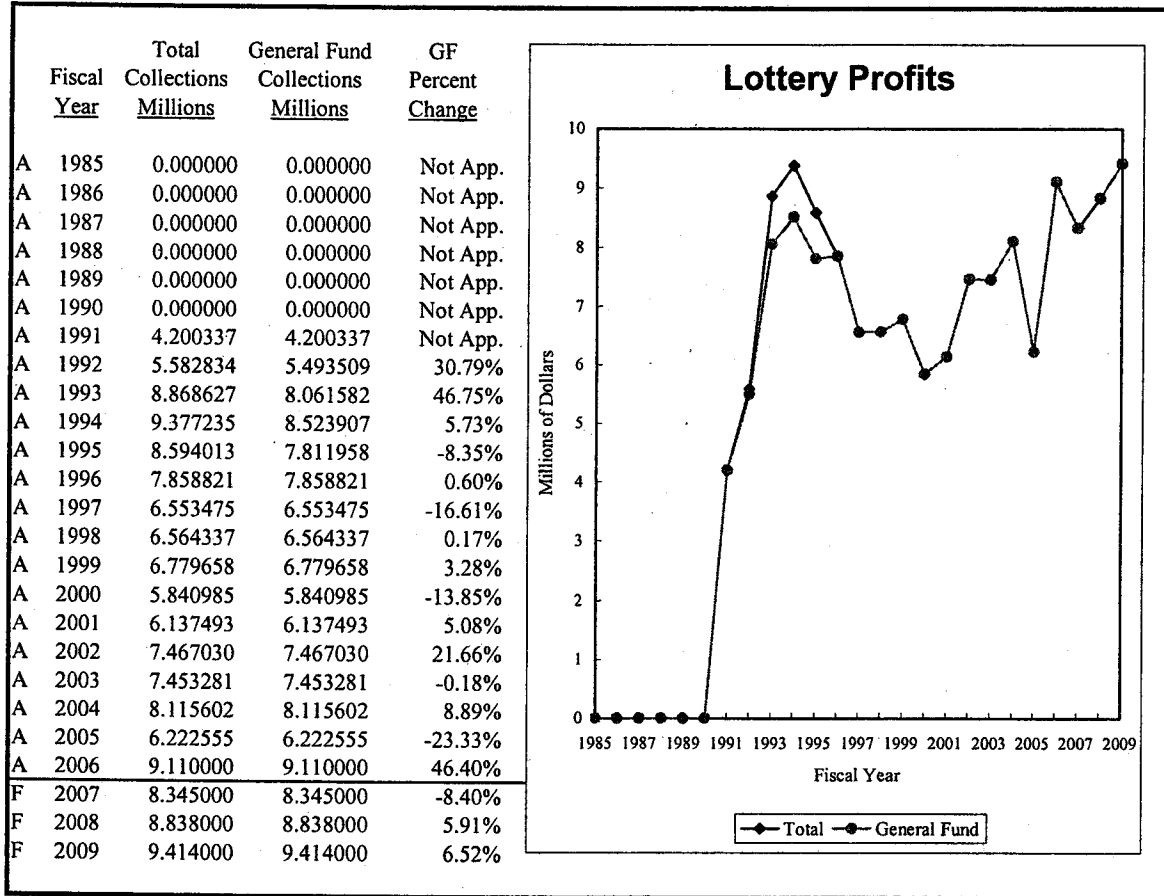 Total General Fund GF
Fiscal Collections Collections Percent
Year Millions Millions Change
A 1985 0.000000 0.000000 Not App.
A 1986 0.000000 0.000000 Not App.
A 1987 0.000000 0.000000 Not App.
A 1988 0.000000 0.000000 Not App.
A 1989 0.000000 0.000000 Not App.
A 1990 0.000000 0.000000 Not App.
A 1991 4.200337 4.200337 Not App.
A 1992 5.582834 5.493509 30.79%
A 1993 8.868627 8.061582 46.75%
A 1994 9.377235 8.523907 5.73%
A 1995 8.594013 7.811958 -8.35%
A 1996 7.858821 7.858821 0.60%
A 1997 6.553475 6.553475 -16.61%
A 1998 6.564337 6.564337 0.17%
A 1999 6.779658 6.779658 3.28%
A 2000 5.840985 5.840985 -13.85%
A 2001 6.137493 6.137493 5.08%
A 2002 7.467030 7.467030 21.66%
A 2003 7.453281 7.453281 -0.18%
A 2004 8.115602 8.115602 8.89%
A 2005 6.222555 6.222555 -23.33%
A 2006 9.110000 9.110000 46.40%
F 2007 8.345000 8.345000 -8.40%
F 2008 8.838000 8.838000 5.91%
F 2009 9.414000 9.414000 6.52%
Lottery Profits
10
9
8
7
6
5
4
3
2
1
0
Millions of Dollars
1985 1987 1989 1991 1993 1995 1997 1999 2001 2003 2005 2007 2009
Fiscal Year
Total General Fund